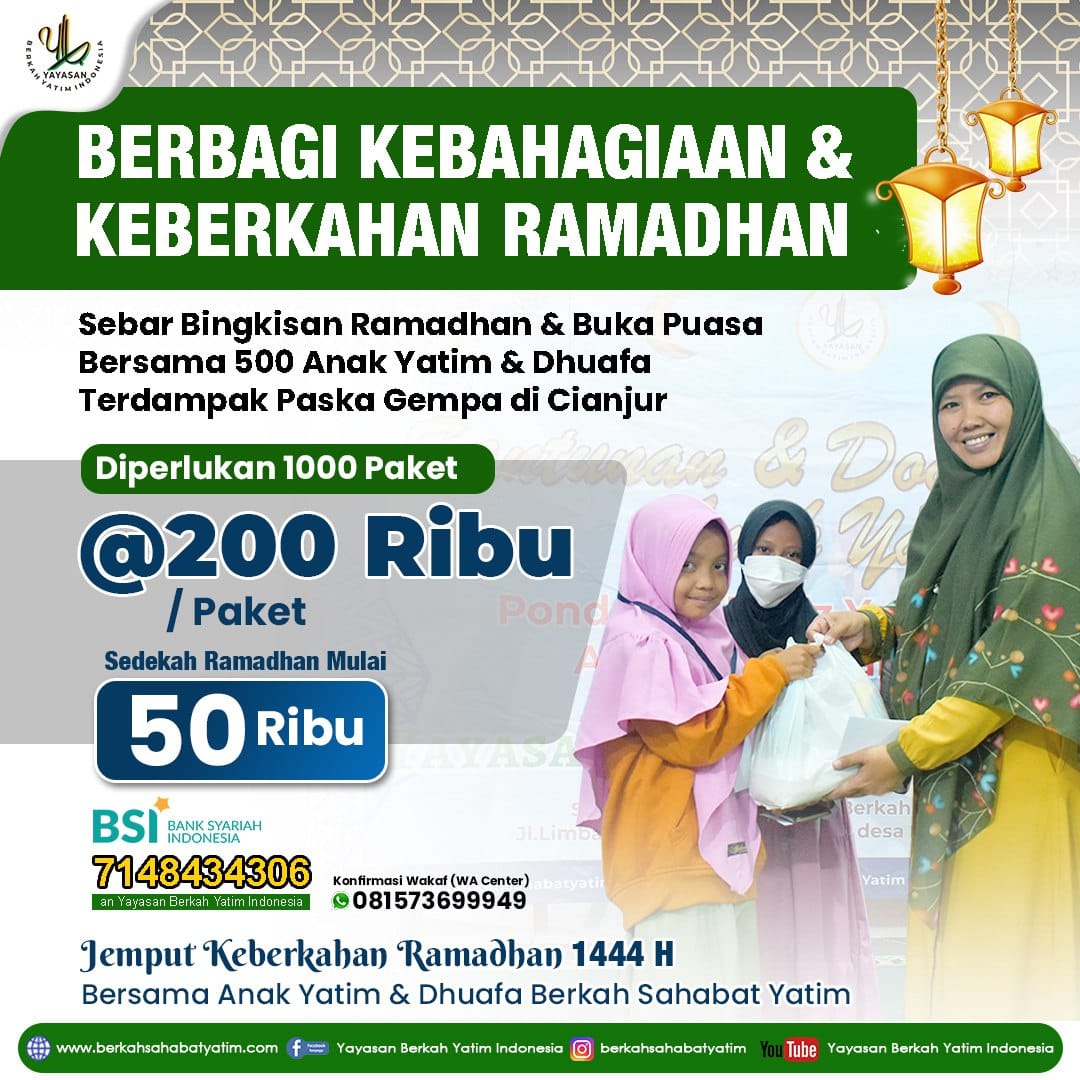 YAYASAN
BERKAH YATIM INDONESIA
BERBAGI KEBAHAGIAAN &
KEBERKAHAN RAMADHAN
Sebar Bingkisan Ramadhan & Buka Puasa
Bersama 500 Anak Yatim & Dhuafa
Terdampak Paska Gempa di Cianjur
Diperlukan 1000 Paket
@200 Ribu
/ Paket
Sedekah Ramadhan Mulai
50 Ribu
BSI BANK SYARIAH
INDONESIA
7148434306
an Yayasan Berkah Yatim Indonesia
Konfirmasi Wakaf (WA Center)
081573699949
Jemput Keberkahan Ramadhan 1444 H
Bersama Anak Yatim & Dhuafa Berkah Sahabat Yatim
www.berkahsahabatyatim.com Yayasan Berkah Yatim Indonesia berkahsahabatyatim YouTube Yayasan Berkah Yatim Indonesia